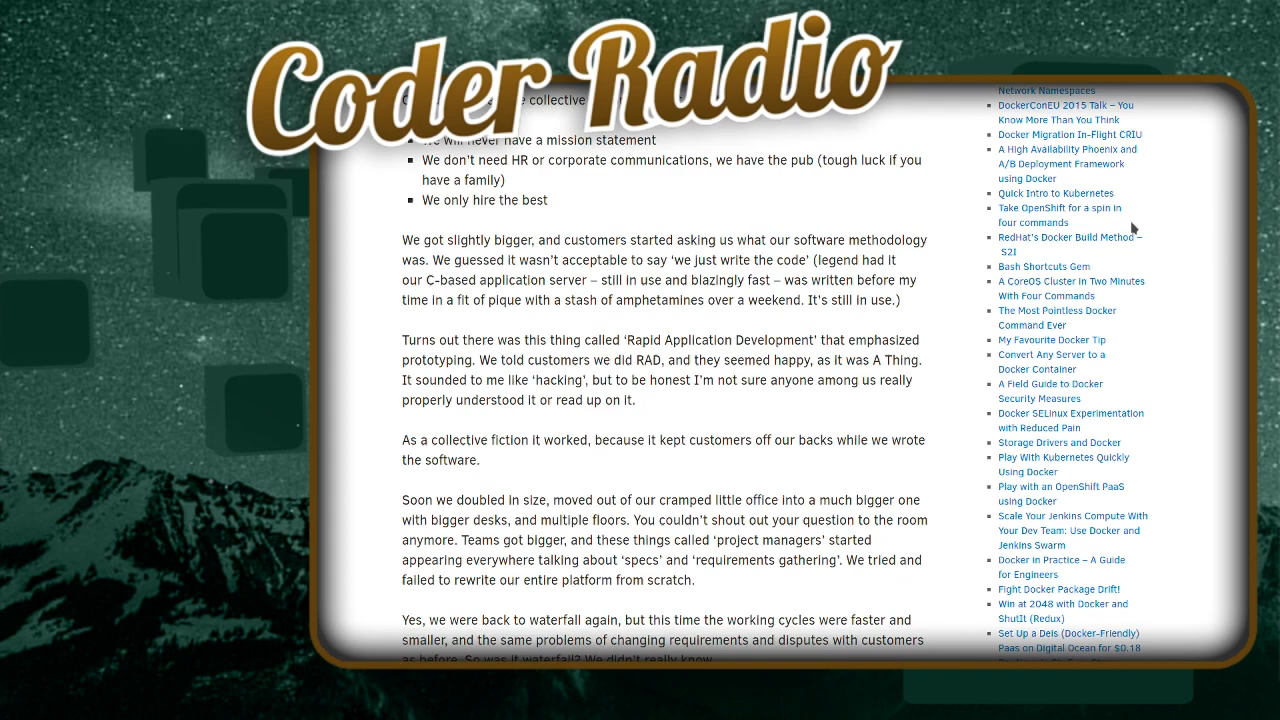 Coder Radio
collective
We will never have a mission statement
We don't need HR or corporate communications, we have the pub (tough luck if you
have a family)
We only hire the best
We got slightly bigger, and customers started asking us what our software methodology
was. We guessed it wasn't acceptable to say ‘we just write the code’ (legend had it
our C-based application server – still in use and blazingly fast – was written before my
time in a fit of pique with a stash of amphetamines over a weekend. It's still in use.)
Turns out there was this thing called ‘Rapid Application Development’ that emphasized
prototyping. We told customers we did RAD, and they seemed happy, as it was A Thing.
It sounded to me like ‘hacking’, but to be honest I'm not sure anyone among us really
properly understood it or read up on it.
As a collective fiction it worked, because it kept customers off our backs while we wrote
the software.
Soon we doubled in size, moved out of our cramped little office into a much bigger one
with bigger desks, and multiple floors. You couldn't shout out your question to the room
anymore. Teams got bigger, and these things called ‘project managers’ started
appearing everywhere talking about ‘specs’ and ‘requirements gathering’. We tried and
failed to rewrite our entire platform from scratch.
Yes, we were back to waterfall again, but this time the working cycles were faster and
smaller, and the same problems of changing requirements and disputes with customers
as before. So was it waterfall? We didn't really know.
Network Namespaces
DockerConEU 2015 Talk – You
Know More Than You Think
Docker Migration In-Flight CRIU
A High Availability Phoenix and
A/B Deployment Framework
using Docker
Quick Intro to Kubernetes
Take OpenShift for a spin in
four commands
RedHat's Docker Build Method –
S2I
Bash Shortcuts Gem
A CoreOS Cluster in Two Minutes
With Four Commands
The Most Pointless Docker
Command Ever
My Favourite Docker Tip
Convert Any Server to a
Docker Container
A Field Guide to Docker
Security Measures
Docker SELinux Experimentation
with Reduced Pain
Storage Drivers and Docker
Play With Kubernetes Quickly
Using Docker
Play with an OpenShift PaaS
using Docker
Scale Your Jenkins Compute With
Your Dev Team: Use Docker and
Jenkins Swarm
Docker in Practice – A Guide
for Engineers
Fight Docker Package Drift!
Win at 2048 with Docker and
ShutIt (Redux)
Set Up a Deis (Docker-Friendly)
Paas on Digital Ocean for $0.18